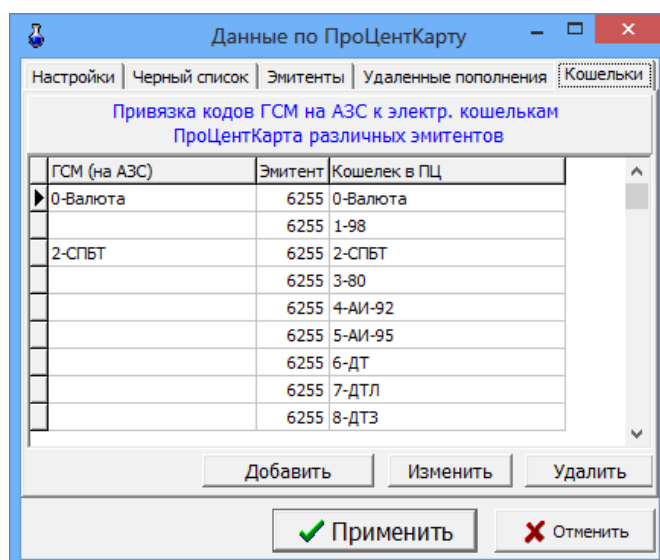 Данные по ПроЦентКарту
Настройки Черный список Эмитенты Удаленные пополнения Кошельки
Привязка кодов ГСМ на АЗС к электр. кошелькам
ПроЦентКарта различных эмитентов
ГСМ (на АЗС) Эмитент Кошелек в ПЦ
0-Валюта 6255 0-Валюта
6255 1-98
2-СПБТ 6255 2-СПБТ
6255 3-80
6255 4-АИ-92
6255 5-АИ-95
6255 6-ДТ
6255 7-ДТЛ
6255 8-ДТЗ
Добавить Изменить Удалить
Применить Отменить